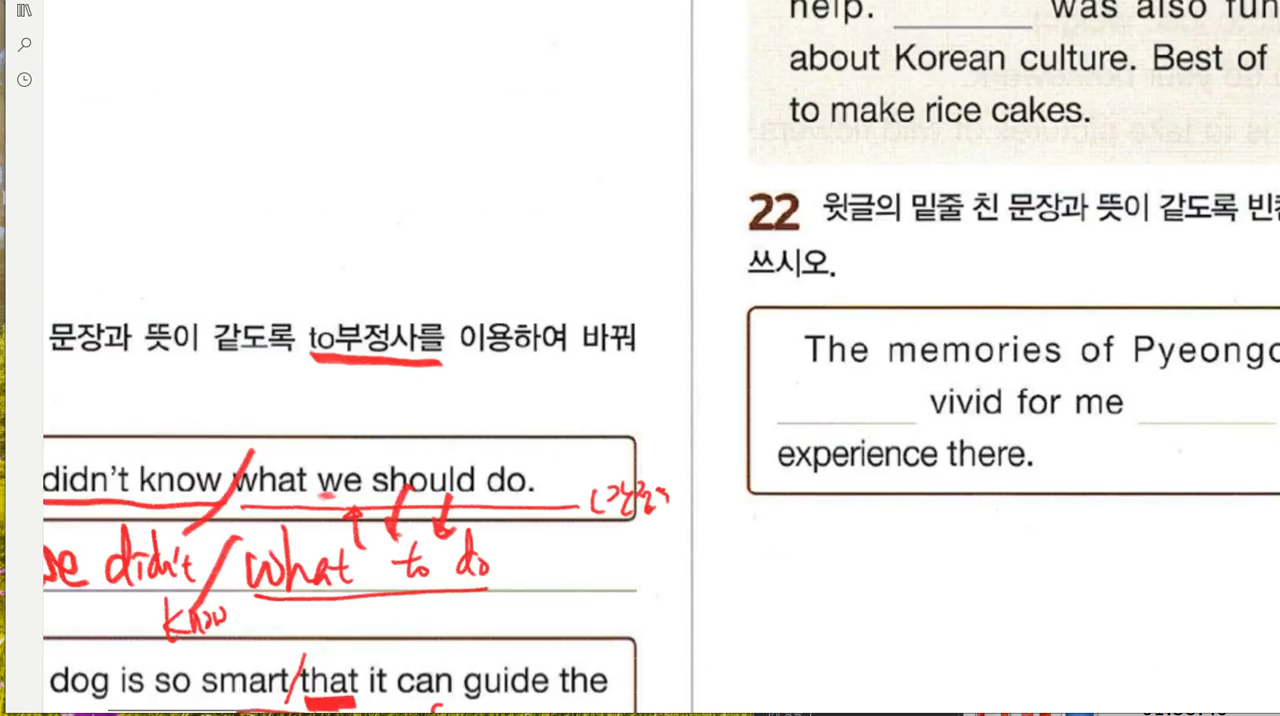 문장과 뜻이 같도록 to부정사를 이용하여 바꿔
didn't know what we should do.
didn't what to do
know
dog is so smart that it can guide the
help. ________ was also fun
about Korean culture. Best of
to make rice cakes.
22 윗글의 밑줄 친 문장과 뜻이 같도록
쓰시오.
The memories of
________ vivid for me ________
experience there.